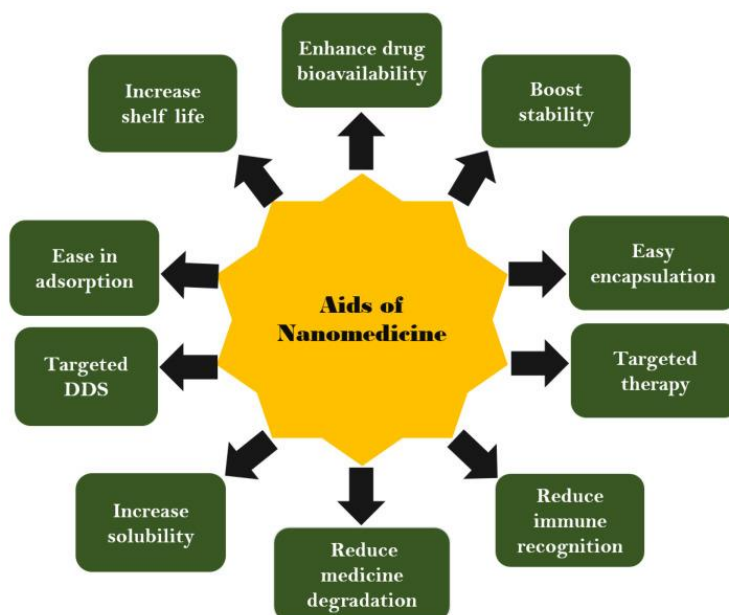 Enhance drug
bioavailability
Boost
stability
Easy
encapsulation
Targeted
therapy
Reduce
immune
recognition
Reduce
medicine
degradation
Increase
solubility
Targeted
DDS
Ease in
adsorption
Increase
shelf life
Aids of
Nanomedicine